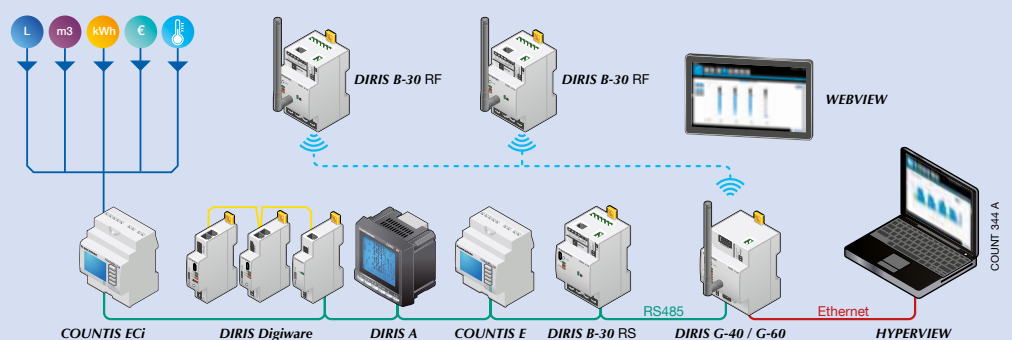 L m3 kWh €
DIRIS B-30 RF
DIRIS B-30 RF
WEBVIEW
COUNT 344 A
RS485
Ethernet
COUNTIS ECi
DIRIS Digiware
DIRIS A
COUNTIS E
DIRIS B-30 RS
DIRIS G-40 / G-60
HYPERVIEW